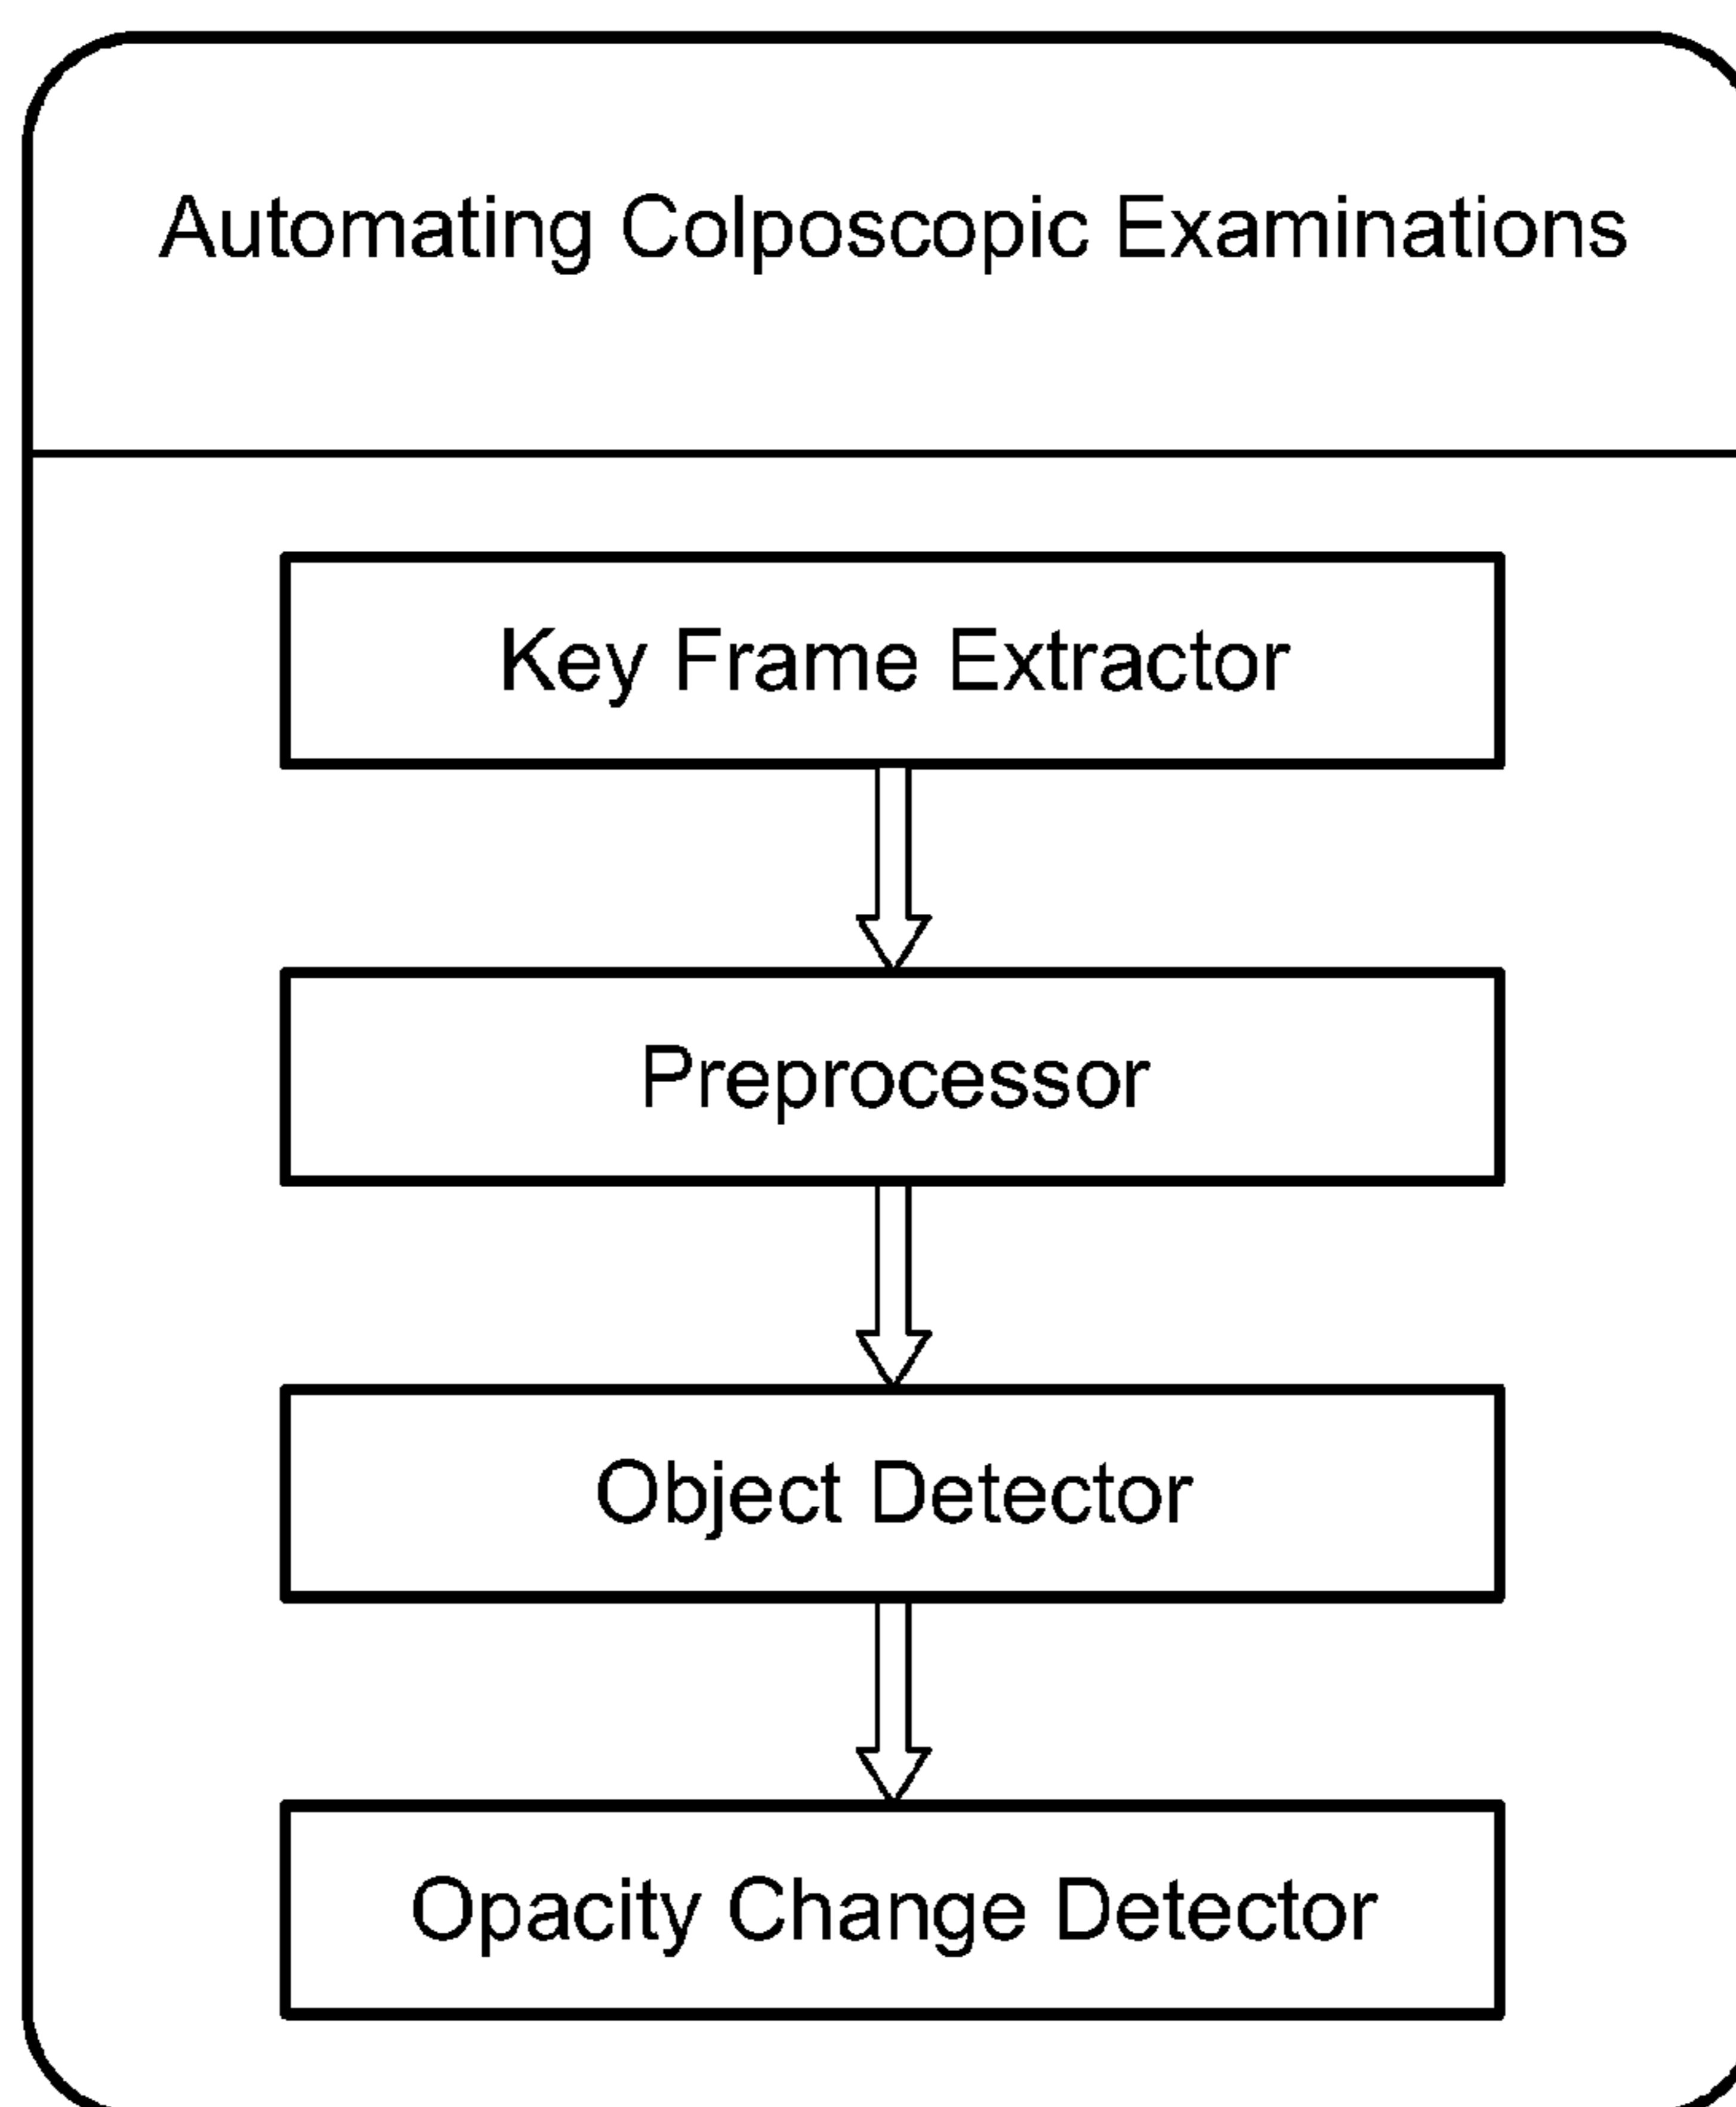 Automating Colposcopic Examinations
Key Frame Extractor
Preprocessor
Object Detector
Opacity Change Detector